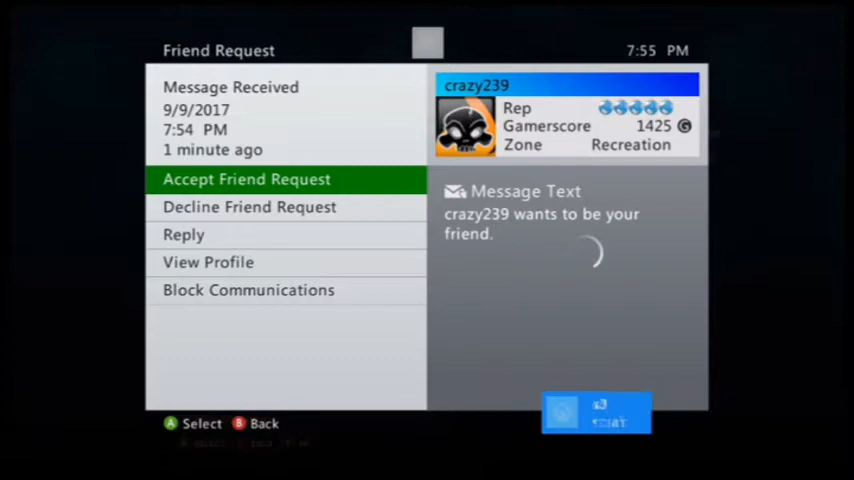 Friend Request
7:55 PM
Message Received
9/9/2017
7:54 PM
1 minute ago
Accept Friend Request
Decline Friend Request
Reply
View Profile
Block Communications
crazy239
Rep
Gamerscore 1425 G
Zone Recreation
Message Text
crazy239 wants to be your
friend.
A Select B Back